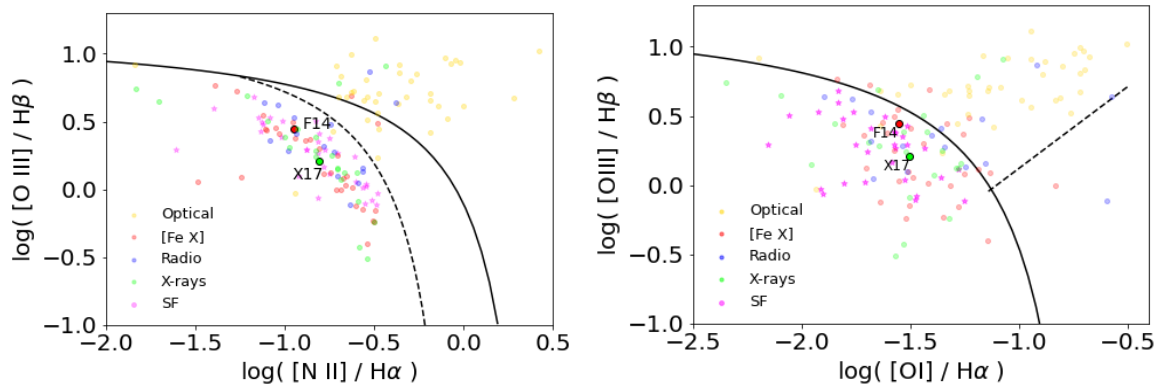 log( [O III] / Hβ )
1.0
0.5
0.0
−0.5
−1.0
F14
X17
Optical
[Fe X]
Radio
X-rays
SF
−2.0 −1.5 −1.0 −0.5 0.0 0.5
log( [N II] / Hα )
log( [OIII] / Hβ )
1.0
0.5
0.0
−0.5
−1.0
F14
X17
Optical
[Fe X]
Radio
X-rays
SF
−2.5 −2.0 −1.5 −1.0 −0.5
log( [OI] / Hα )